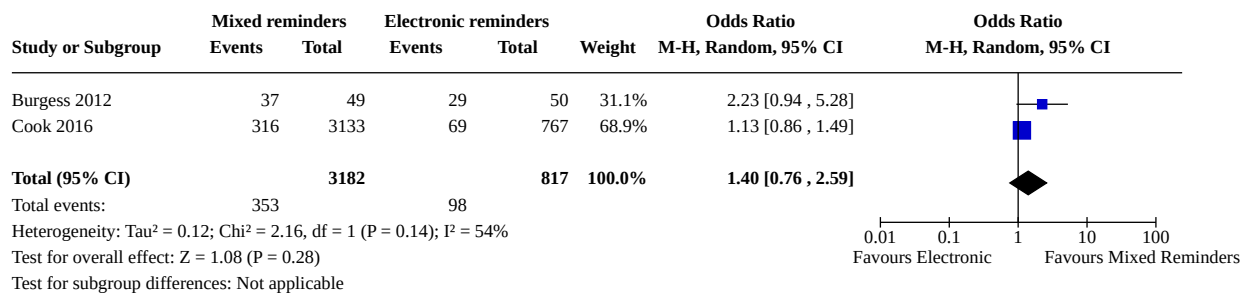 Mixed reminders Electronic reminders Odds Ratio Odds Ratio
Study or Subgroup Events Total Events Total Weight M-H, Random, 95% CI M-H, Random, 95% CI
Burgess 2012 37 49 29 50 31.1% 2.23 [0.94 , 5.28]
Cook 2016 316 3133 69 767 68.9% 1.13 [0.86 , 1.49]
Total (95% CI) 3182 817 100.0% 1.40 [0.76 , 2.59]
Total events: 353 98
Heterogeneity: Tau² = 0.12; Chi² = 2.16, df = 1 (P = 0.14); I² = 54%
0.01 0.1 1 10 100
Test for overall effect: Z = 1.08 (P = 0.28) Favours Electronic Favours Mixed Reminders
Test for subgroup differences: Not applicable